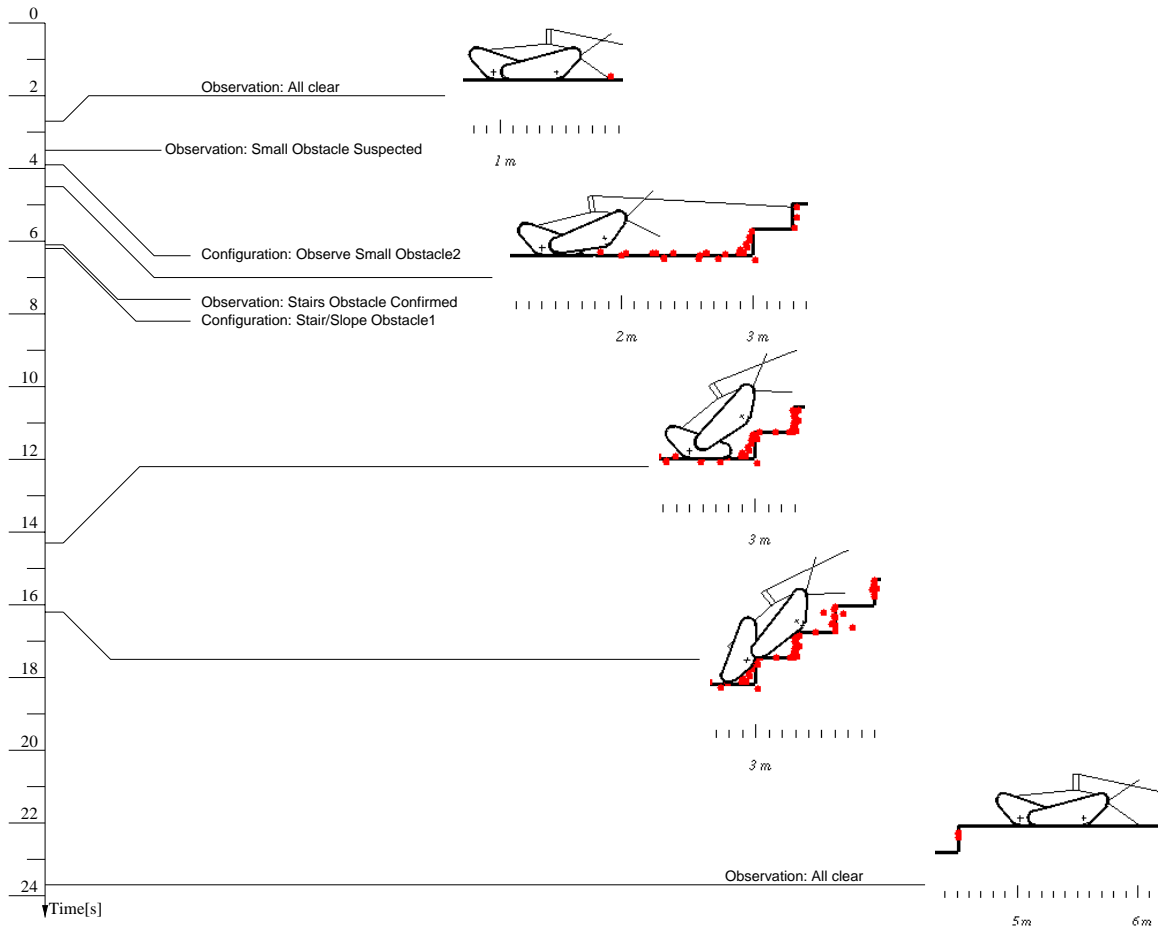 0
Observation: All clear
2
Observation: Small Obstacle Suspected
1 m
4
6
Configuration: Observe Small Obstacle2
Observation: Stairs Obstacle Confirmed
8
Configuration: Stair/Slope Obstacle1
2 m 3 m
10
12
14
3 m
16
18
20
3 m
22
Observation: All clear
24
Time[s]
5 m 6 m